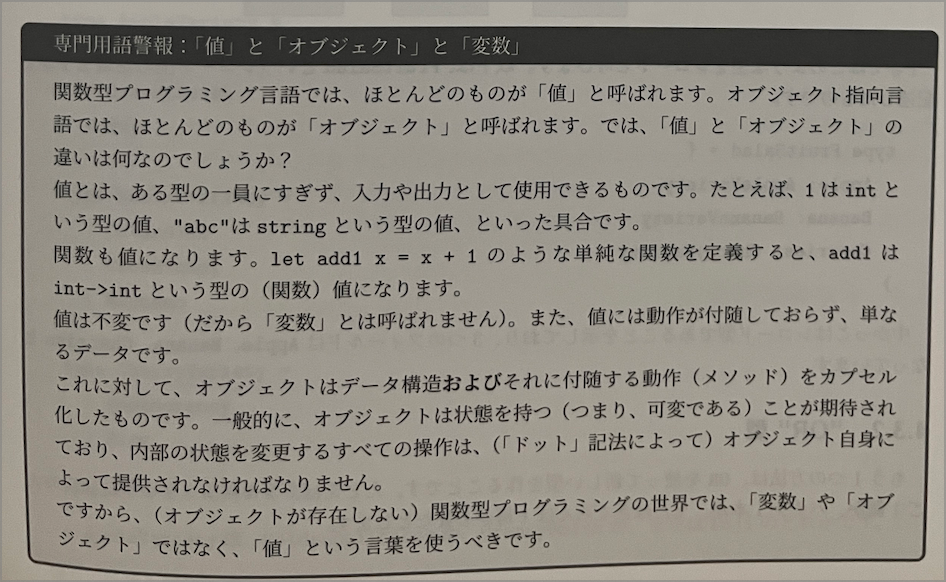 専門用語警報：「値」と「オブジェクト」と「変数」
関数型プログラミング言語では、ほとんどのものが「値」と呼ばれます。オブジェクト指向言
語では、ほとんどのものが「オブジェクト」と呼ばれます。では、「値」と「オブジェクト」の
違いは何なのでしょうか？
値とは、ある型の一員にすぎず、入力や出力として使用できるものです。たとえば、1 は int と
いう型の値、"abc"は string という型の値、といった具合です。
関数も値になります。let add1 x = x + 1 のような単純な関数を定義すると、add1 は
int->int という型の（関数）値になります。
値は不変です（だから「変数」とは呼ばれません）。また、値には動作が付随しておらず、単な
るデータです。
これに対して、オブジェクトはデータ構造およびそれに付随する動作（メソッド）をカプセル
化したものです。一般的に、オブジェクトは状態を持つ（つまり、可変である）ことが期待され
ており、内部の状態を変更するすべての操作は、（「ドット」記法によって）オブジェクト自身に
よって提供されなければなりません。
ですから、（オブジェクトが存在しない）関数型プログラミングの世界では、「変数」や「オブ
ジェクト」ではなく、「値」という言葉を使うべきです。